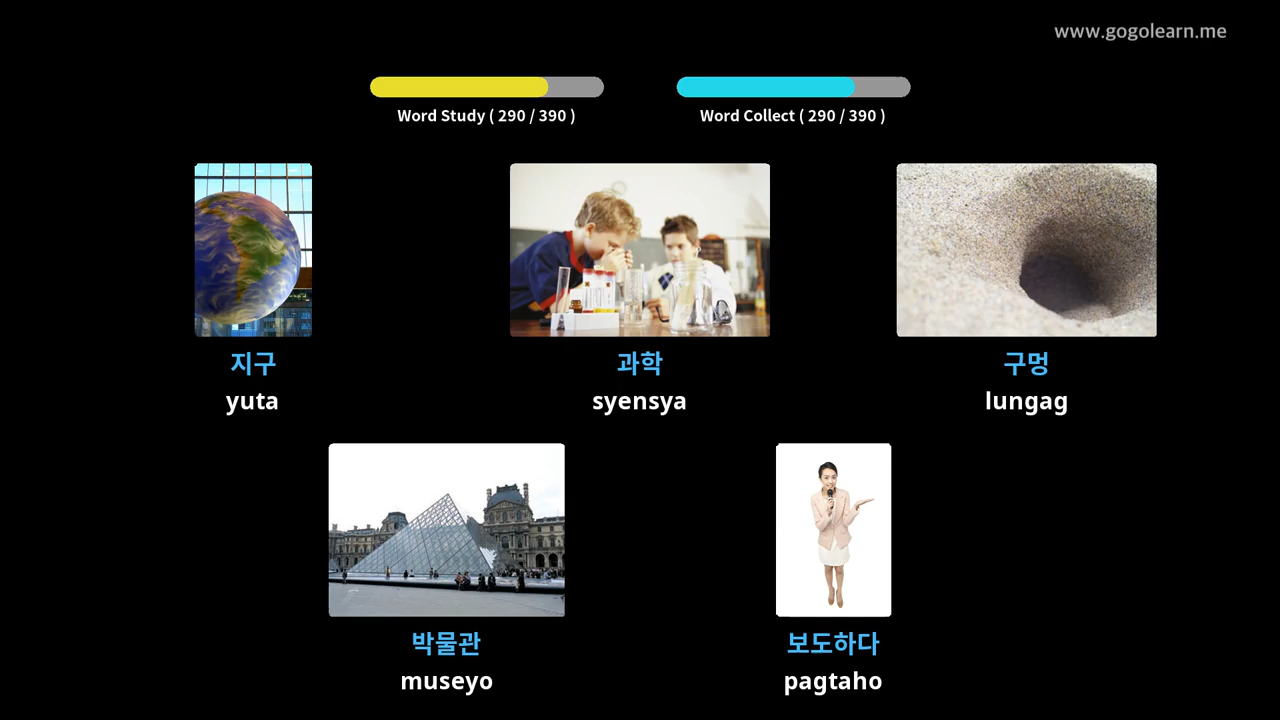 www.gogolearn.me
Word Study ( 290 / 390 )
Word Collect ( 290 / 390 )
지구
yuta
과학
syensya
구멍
lungag
박물관
museyo
보도하다
pagtaho